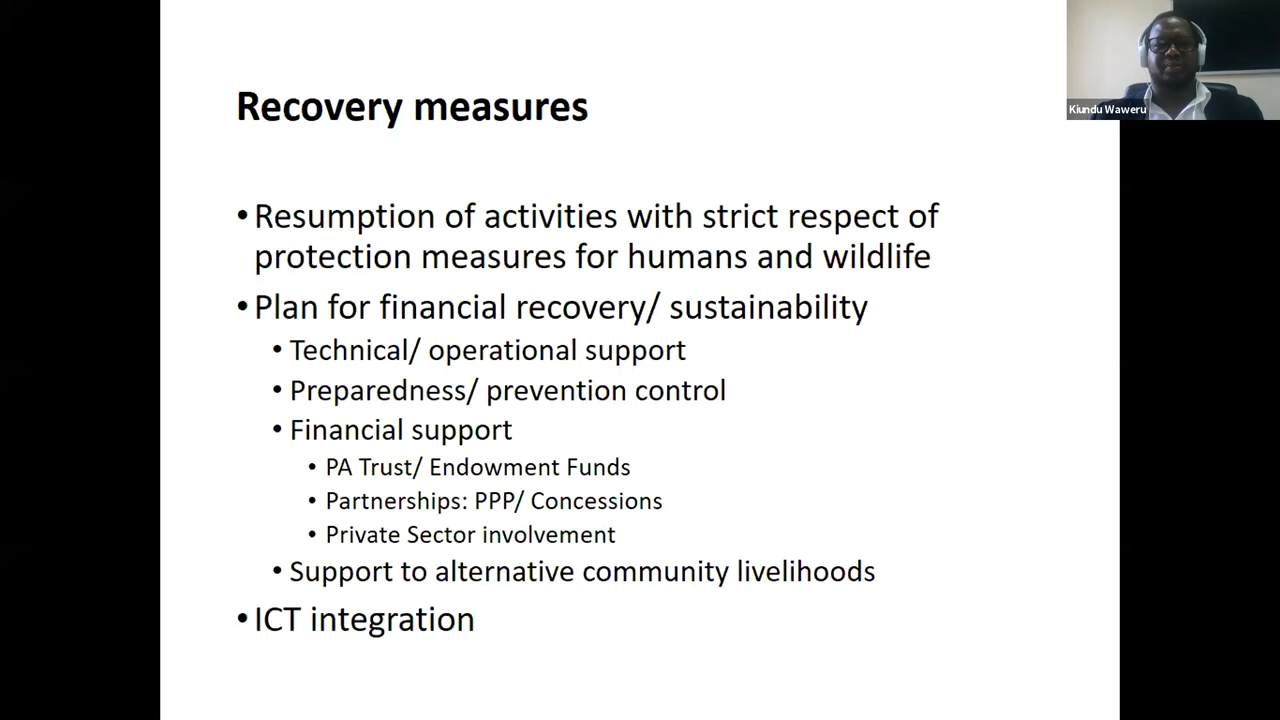 Kiundu Waweru
Recovery measures
• Resumption of activities with strict respect of
protection measures for humans and wildlife
• Plan for financial recovery/ sustainability
• Technical/ operational support
• Preparedness/ prevention control
• Financial support
• PA Trust/ Endowment Funds
• Partnerships: PPP/ Concessions
• Private Sector involvement
• Support to alternative community livelihoods
• ICT integration